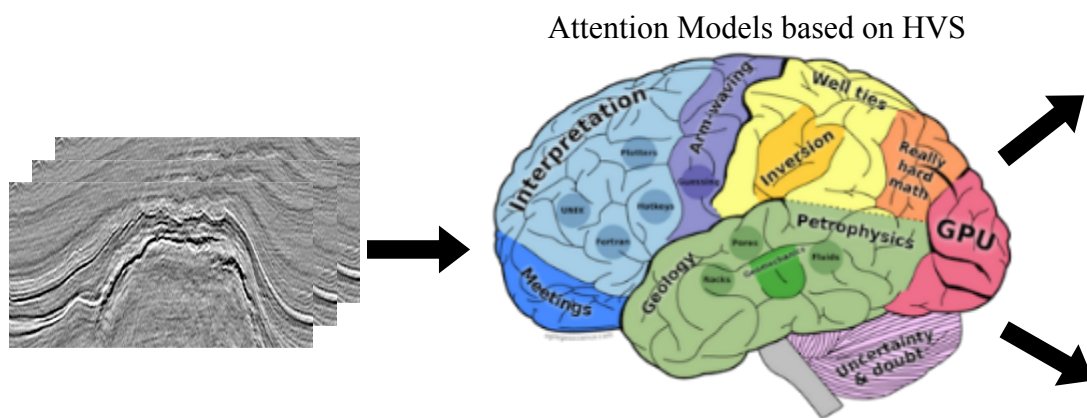 Attention Models based on HVS
Interpretation
Arm-waving
Well ties
Plotters
Guessing
Inversion
Really
hard
math
UNIX
Hotkeys
Fortran
Petrophysics
GPU
Pores
Geomechanics
Fluids
Geology
Rocks
Meetings
Uncertainty
& doubt